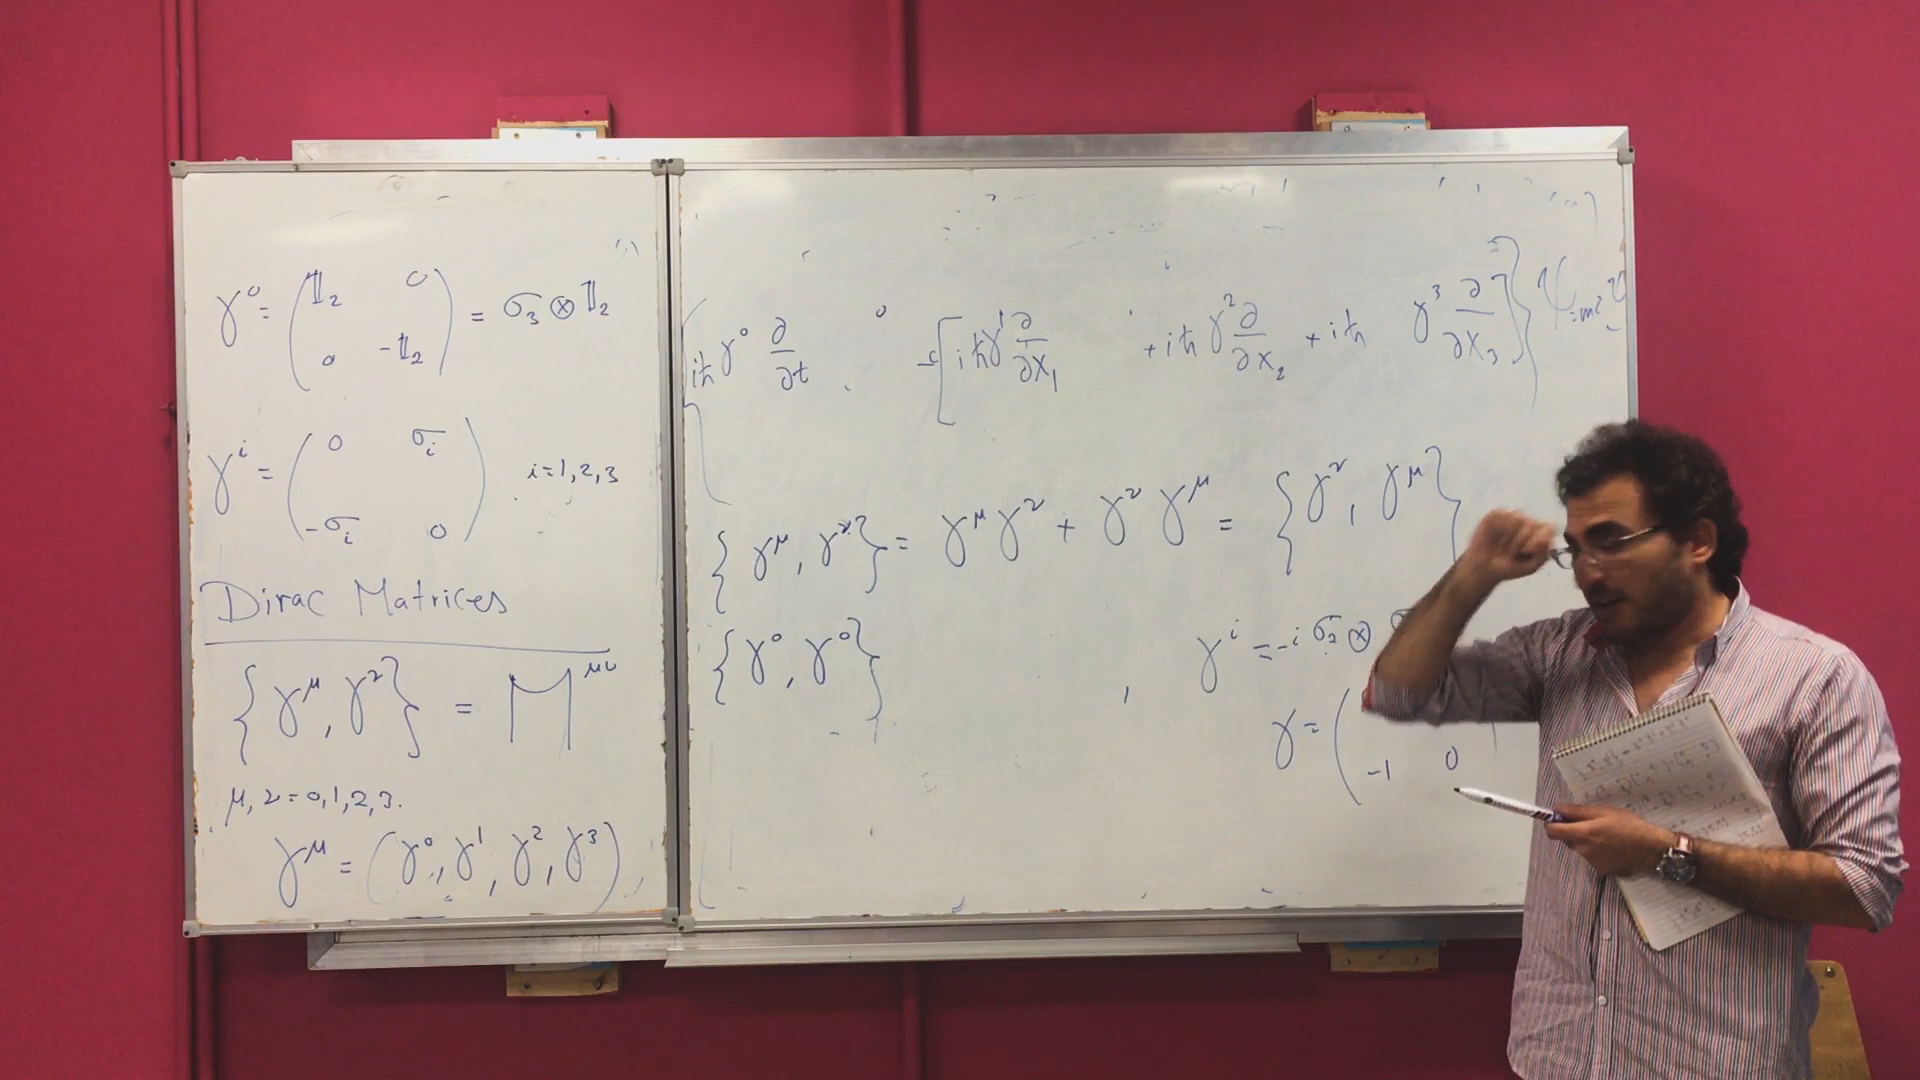 γ⁰ = ( 𝟙₂ 0 ; 0 -𝟙₂ ) = σ₃ ⊗ 𝟙₂
γⁱ = ( 0 σᵢ ; -σᵢ 0 ) i=1,2,3
Dirac Matrices
{γ^μ, γ^ν} = M^μν
μ, ν = 0,1,2,3.
γ^μ = (γ⁰, γ¹, γ², γ³)
{ iħ γ⁰ ∂/∂t - c [ iħ γ¹ ∂/∂x₁ + iħ γ² ∂/∂x₂ + iħ γ³ ∂/∂x₃ ] } ψ = mc²ψ
{γ^μ, γ^ν} = γ^μ γ^ν + γ^ν γ^μ = {γ^ν, γ^μ}
{γ⁰, γ⁰}
, γⁱ = -i σ₂ ⊗
γ = ( -1 0